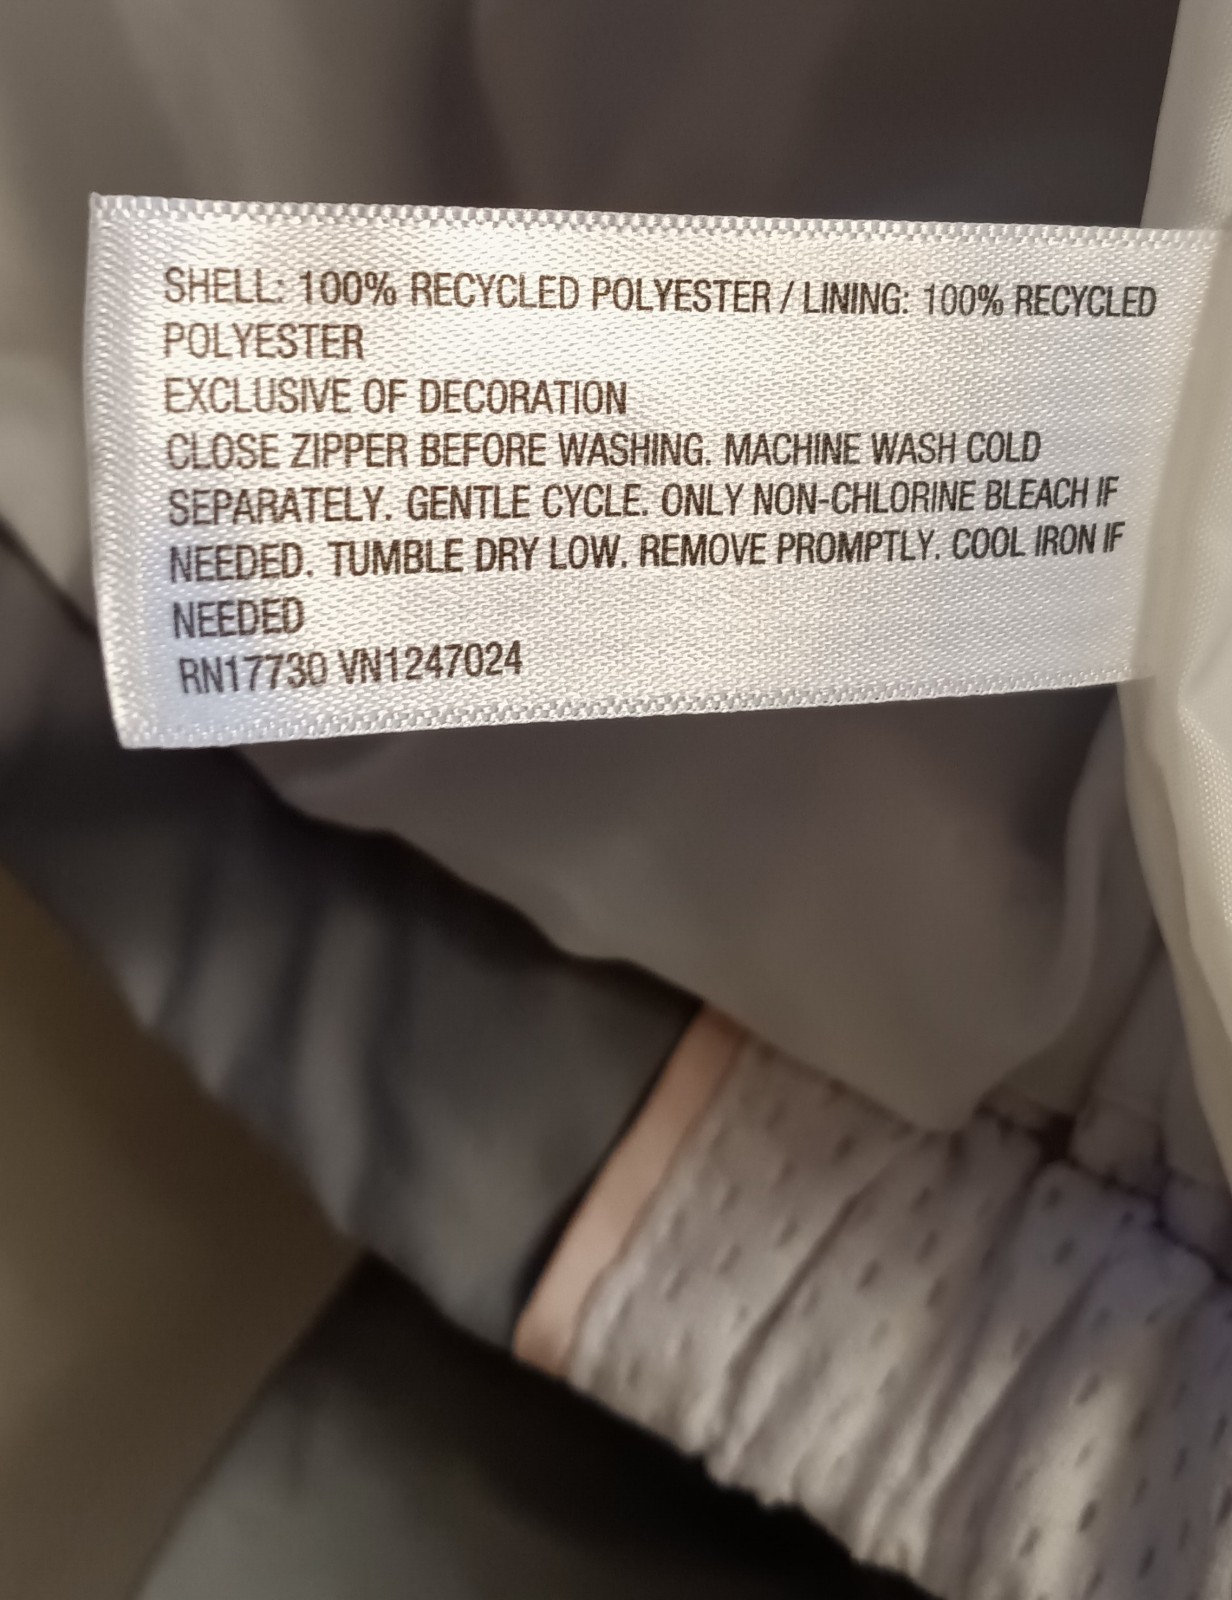 SHELL: 100% RECYCLED POLYESTER / LINING: 100% RECYCLED
POLYESTER
EXCLUSIVE OF DECORATION
CLOSE ZIPPER BEFORE WASHING. MACHINE WASH COLD
SEPARATELY. GENTLE CYCLE. ONLY NON-CHLORINE BLEACH IF
NEEDED. TUMBLE DRY LOW. REMOVE PROMPTLY. COOL IRON IF
NEEDED
RN17730 VN1247024